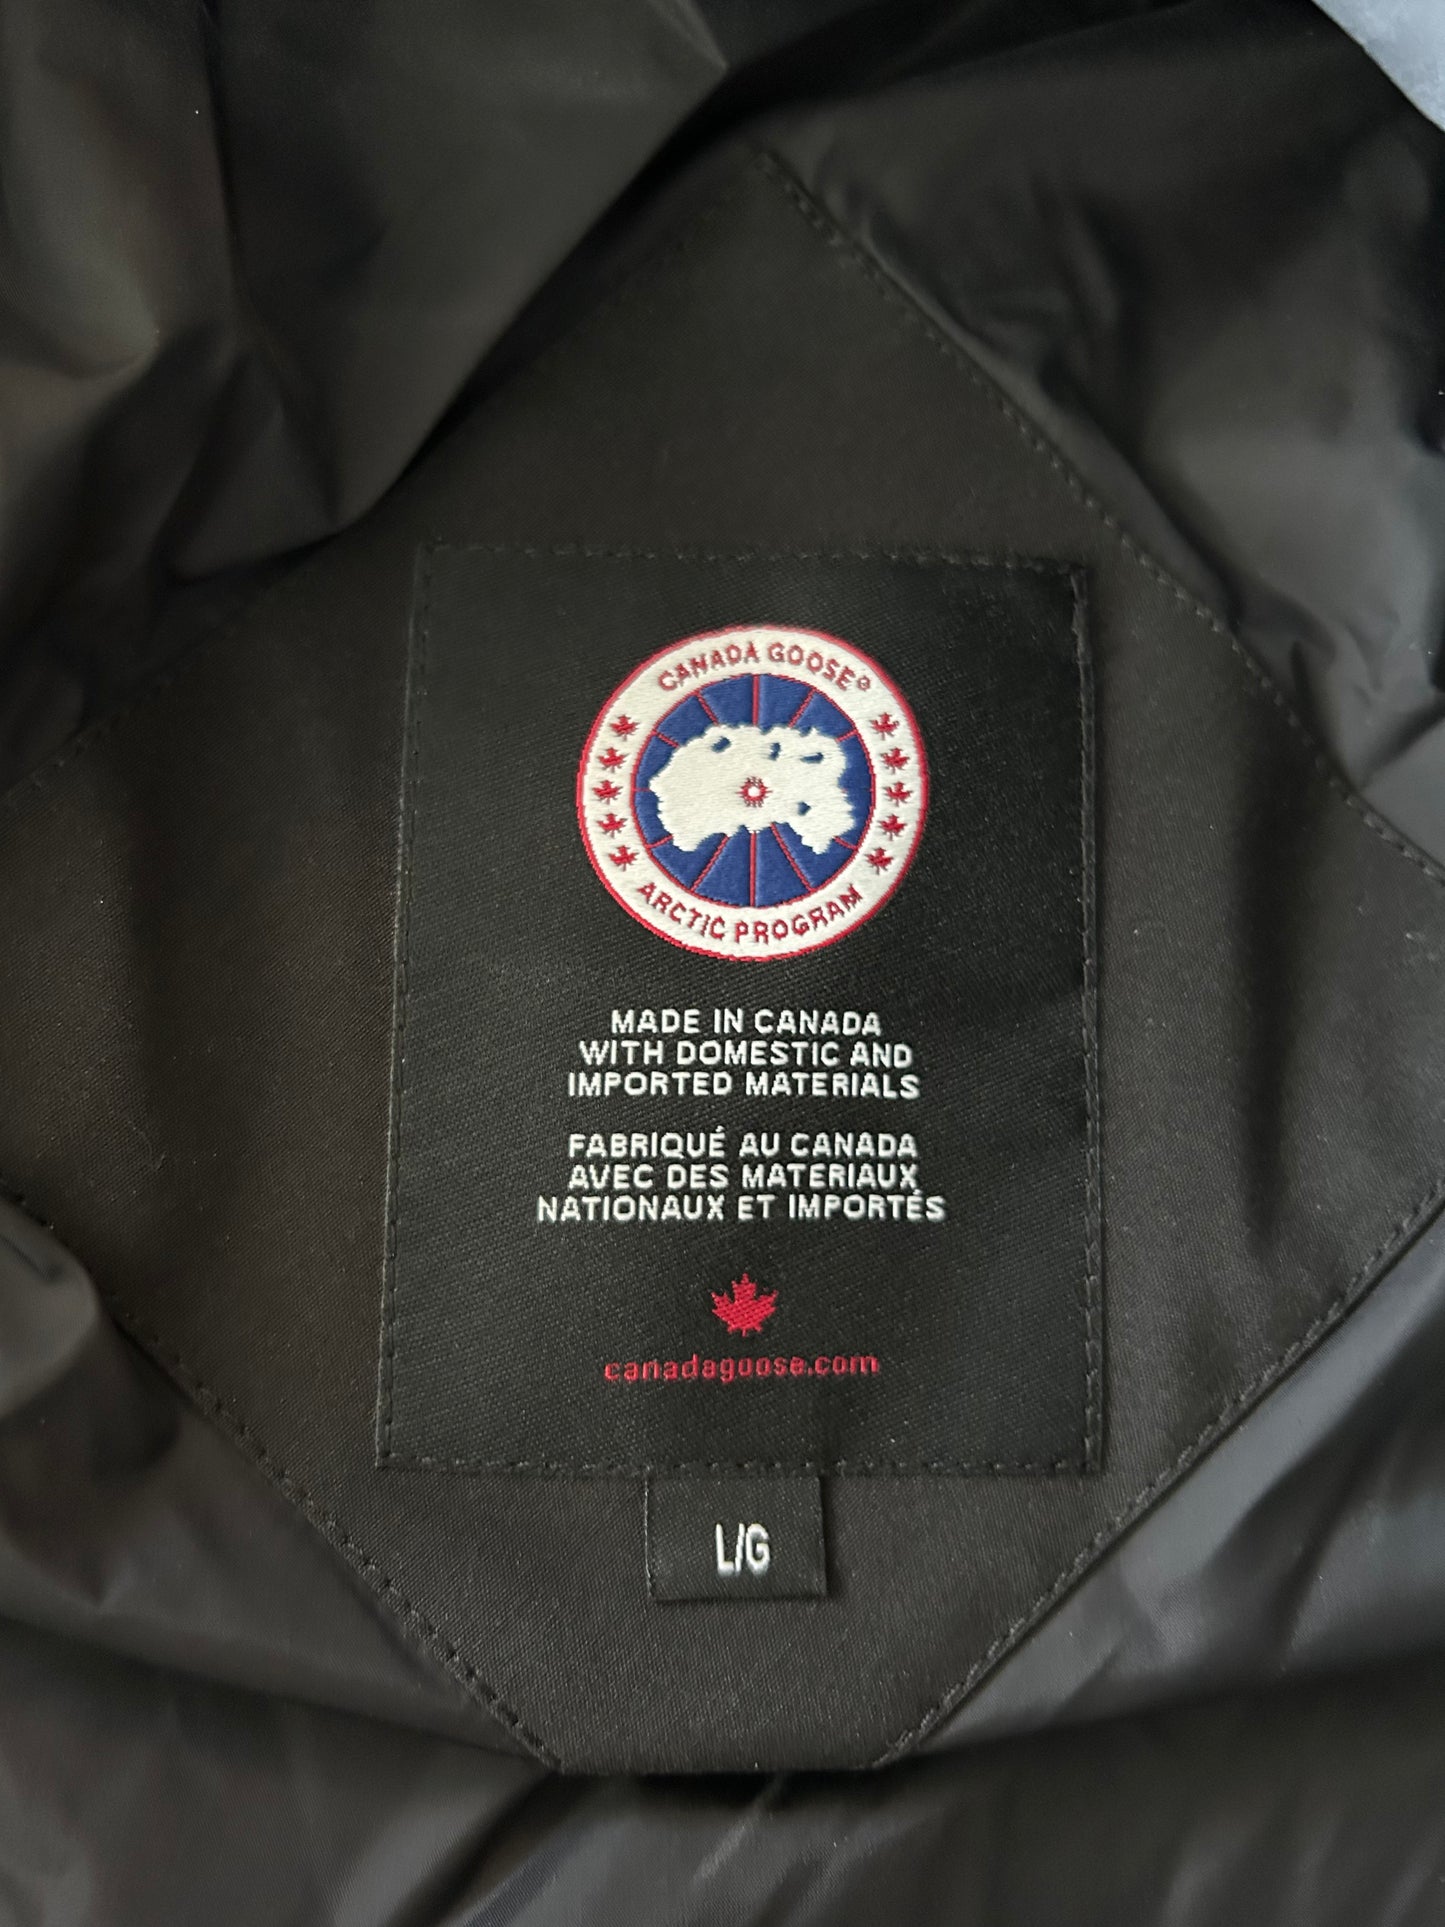 CANADA GOOSE®
ARCTIC PROGRAM
MADE IN CANADA
WITH DOMESTIC AND
IMPORTED MATERIALS
FABRIQUÉ AU CANADA
AVEC DES MATERIAUX
NATIONAUX ET IMPORTÉS
canadagoose.com
L/G